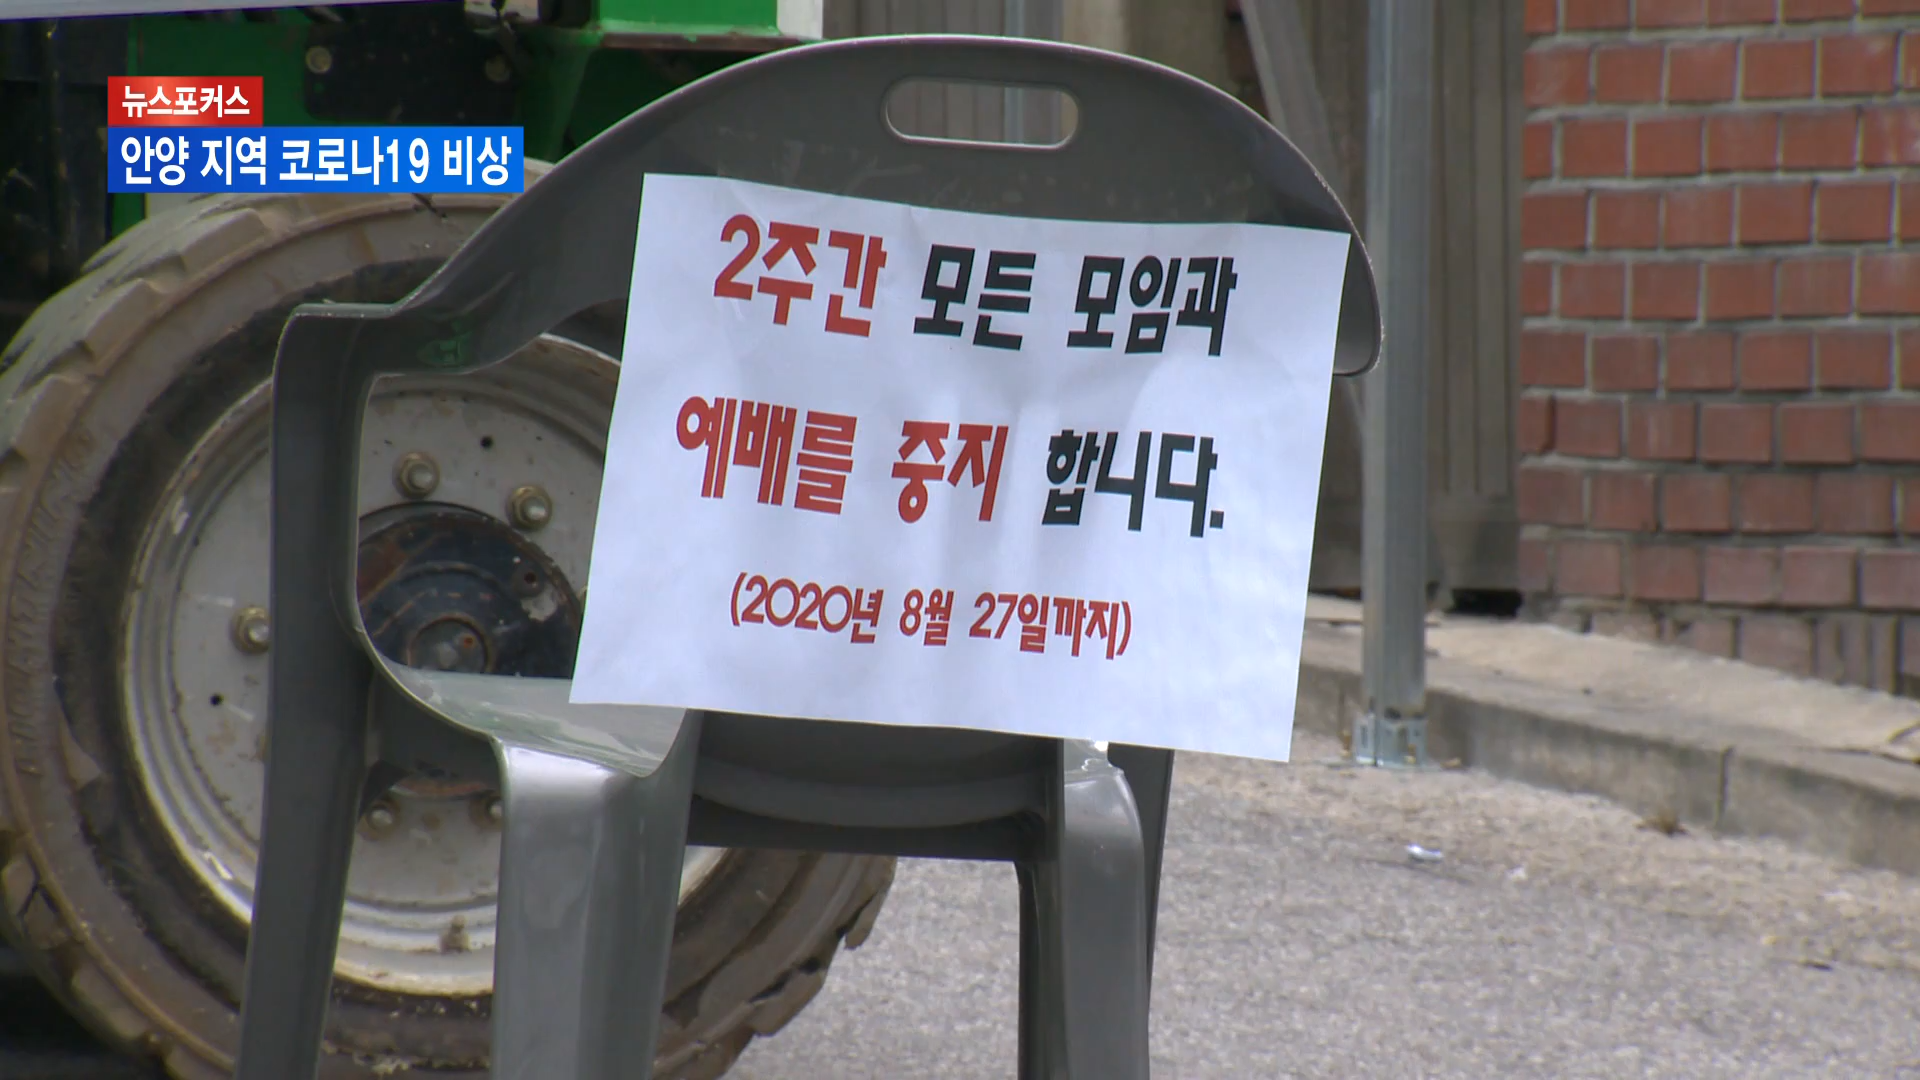 뉴스포커스
안양 지역 코로나19 비상
2주간 모든 모임과
예배를 중지 합니다.
(2020년 8월 27일까지)